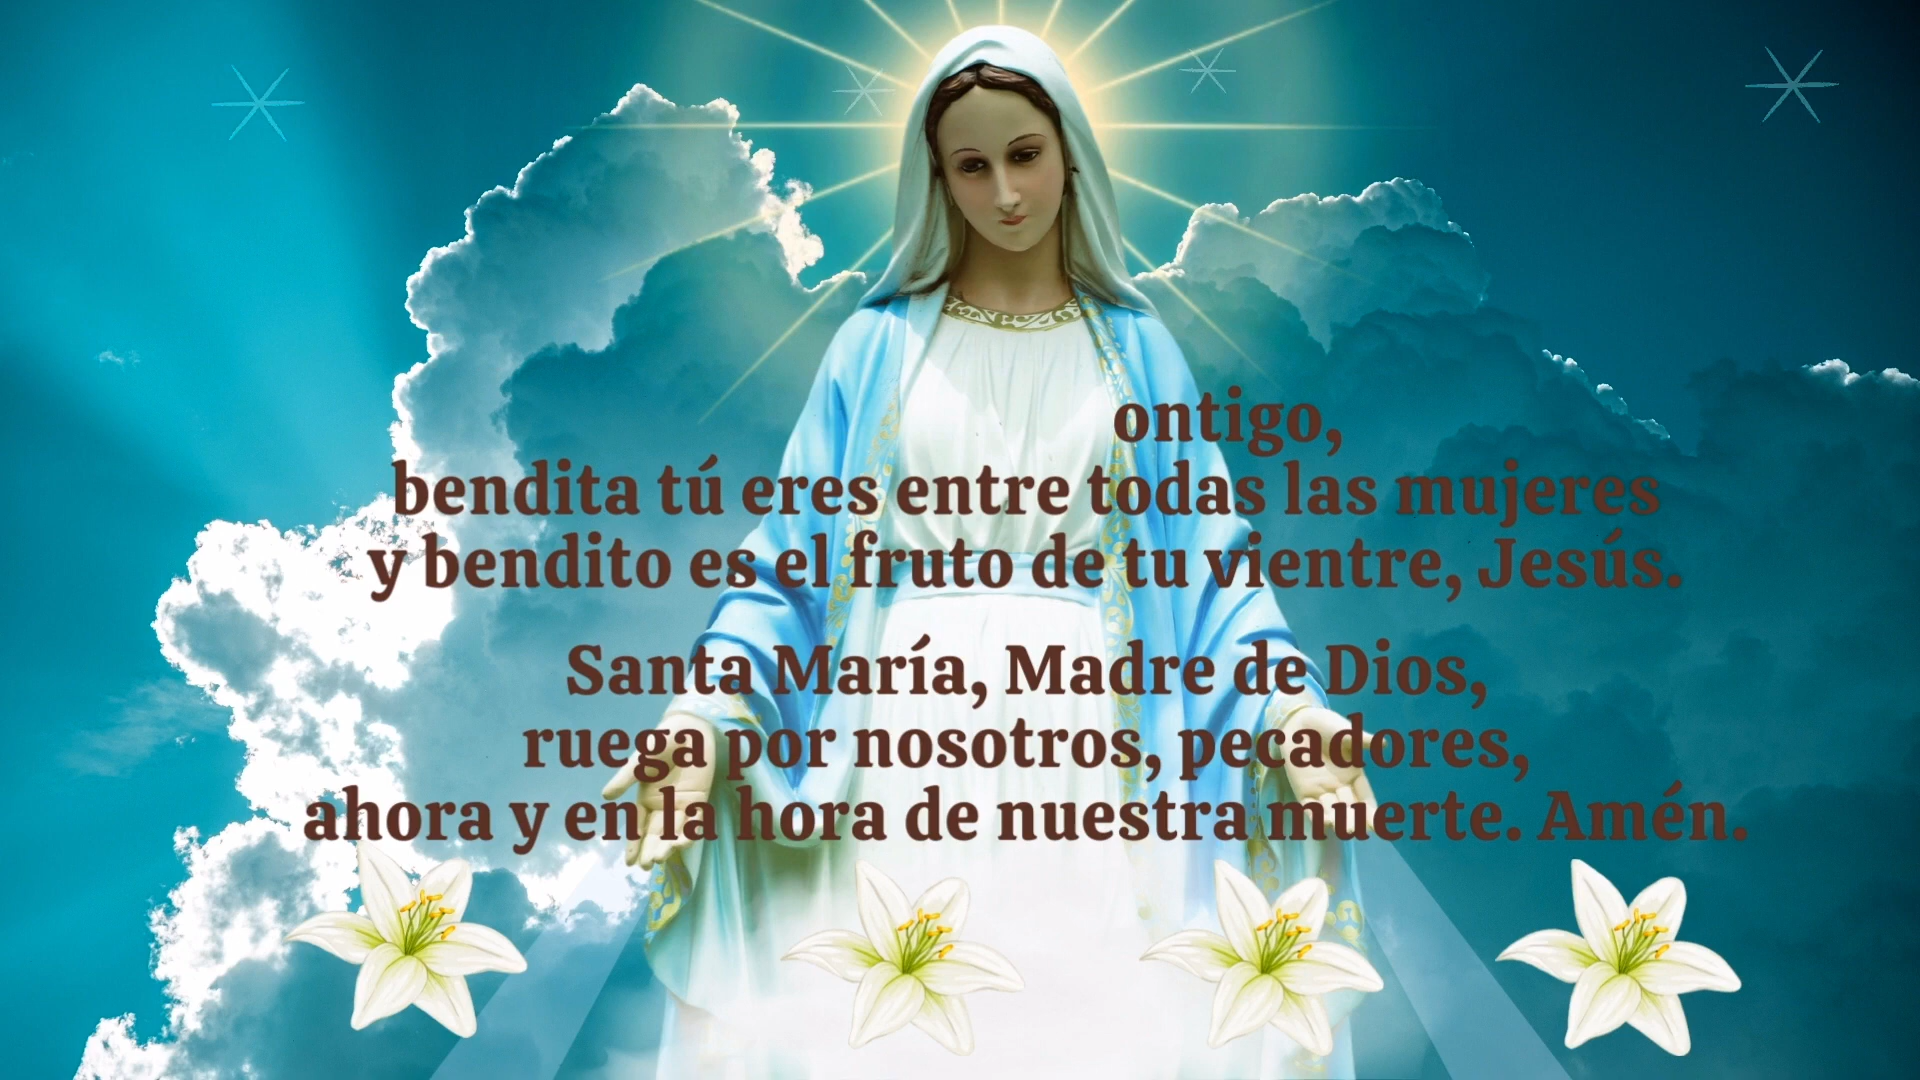 ontigo,
bendita tú eres entre todas las mujeres
y bendito es el fruto de tu vientre, Jesús.
Santa María, Madre de Dios,
ruega por nosotros, pecadores,
ahora y en la hora de nuestra muerte. Amén.